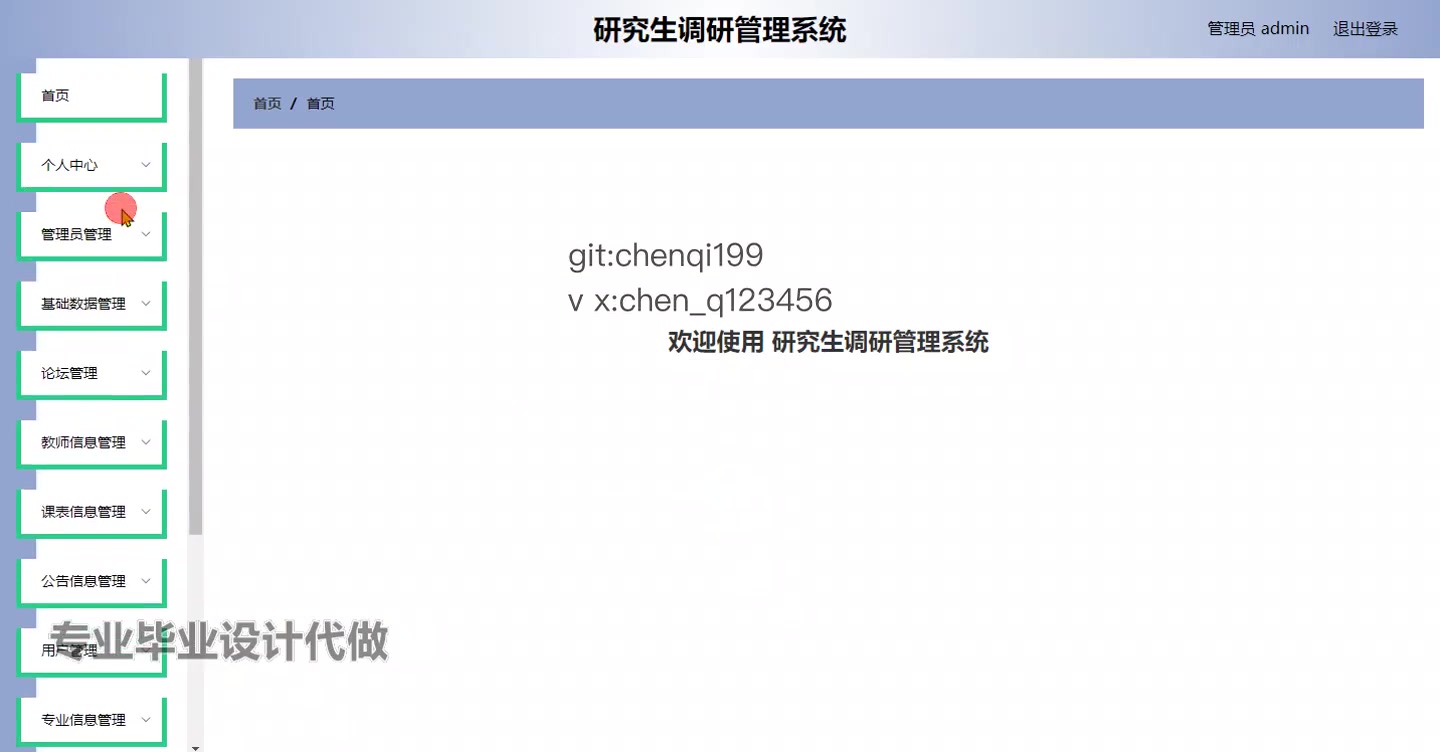 研究生调研管理系统
管理员 admin
退出登录
首页
首页 / 首页
个人中心
管理员管理
git:chenqi199
基础数据管理
v x:chen_q123456
欢迎使用 研究生调研管理系统
论坛管理
教师信息管理
课表信息管理
公告信息管理
专业毕业设计代做
用户管理
专业信息管理